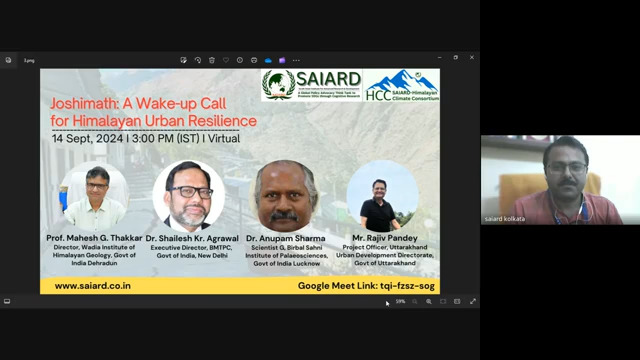 2.png
SAIARD
HCC
SAIARD-Himalayan
Climate Consortium
Joshimath: A Wake-up Call
for Himalayan Urban Resilience
14 Sept, 2024 I 3:00 PM (IST) I Virtual
Prof. Mahesh G. Thakkar
Director, Wadia Institute of
Himalayan Geology, Govt of
India Dehradun
Dr. Shailesh Kr. Agrawal
Executive Director, BMTPC,
Govt of India, New Delhi
Dr. Anupam Sharma
Scientist G, Birbal Sahni
Institute of Palaeosciences,
Govt of India Lucknow
Mr. Rajiv Pandey
Project Officer, Uttarakhand
Urban Development Directorate,
Govt of Uttarakhand
www.saiard.co.in
Google Meet Link: tqi-fzsz-sog
59%
saiard kolkata